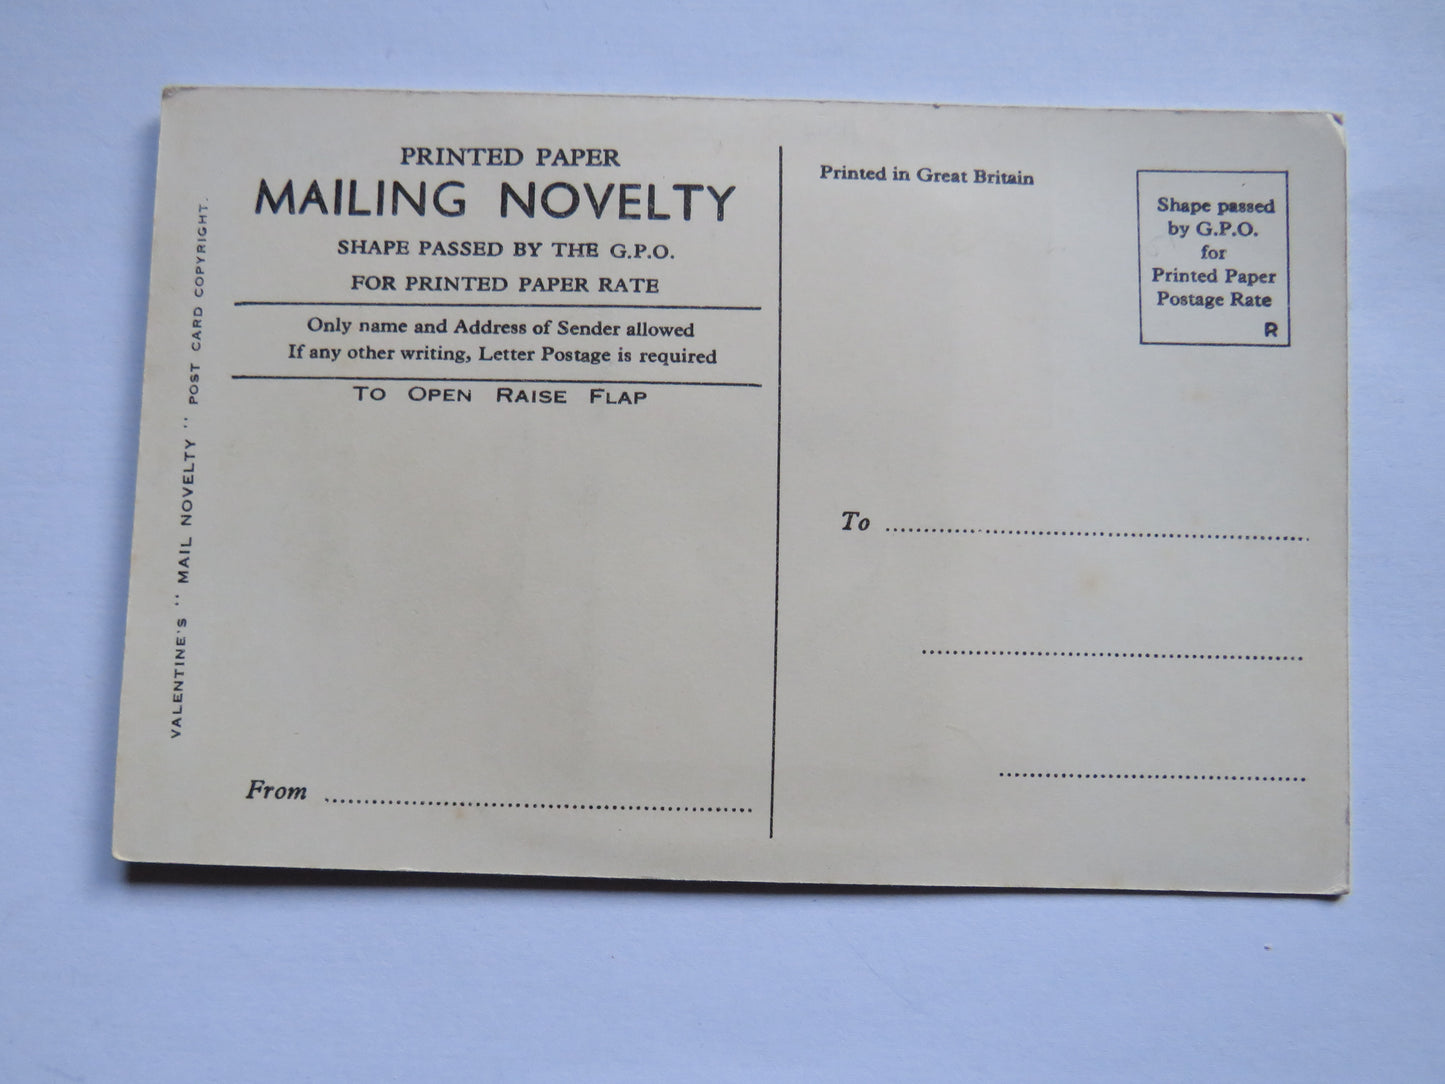 PRINTED PAPER
MAILING NOVELTY
SHAPE PASSED BY THE G.P.O.
FOR PRINTED PAPER RATE
Only name and Address of Sender allowed
If any other writing, Letter Postage is required
TO OPEN RAISE FLAP
VALENTINE'S "MAIL NOVELTY" POST CARD COPYRIGHT.
From
Printed in Great Britain
Shape passed
by G.P.O.
for
Printed Paper
Postage Rate
R
To